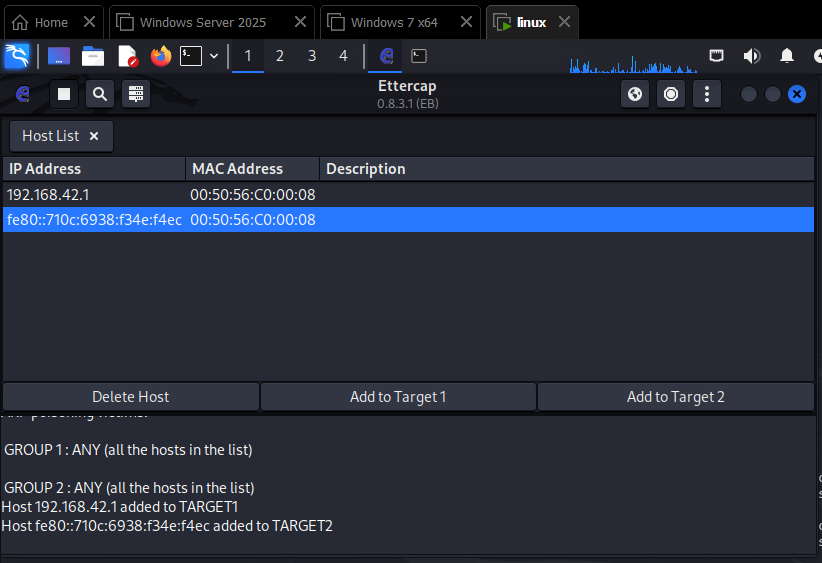 Home Windows Server 2025 Windows 7 x64 linux
1 2 3 4
Ettercap
0.8.3.1 (EB)
Host List
IP Address MAC Address Description
192.168.42.1 00:50:56:C0:00:08
fe80::710c:6938:f34e:f4ec 00:50:56:C0:00:08
Delete Host Add to Target 1 Add to Target 2
ARP poisoning victims:
GROUP 1 : ANY (all the hosts in the list)
GROUP 2 : ANY (all the hosts in the list)
Host 192.168.42.1 added to TARGET1
Host fe80::710c:6938:f34e:f4ec added to TARGET2